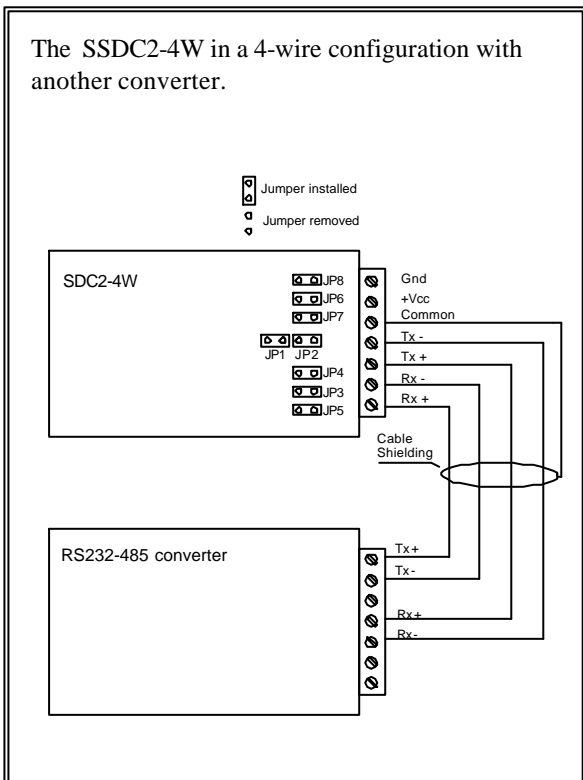 The SSDC2-4W in a 4-wire configuration with
another converter.
Jumper installed
Jumper removed
SDC2-4W
JP8
JP6
JP7
JP1 JP2
JP4
JP3
JP5
Gnd
+Vcc
Common
Tx -
Tx +
Rx -
Rx +
Cable
Shielding
RS232-485 converter
Tx+
Tx-
Rx+
Rx-